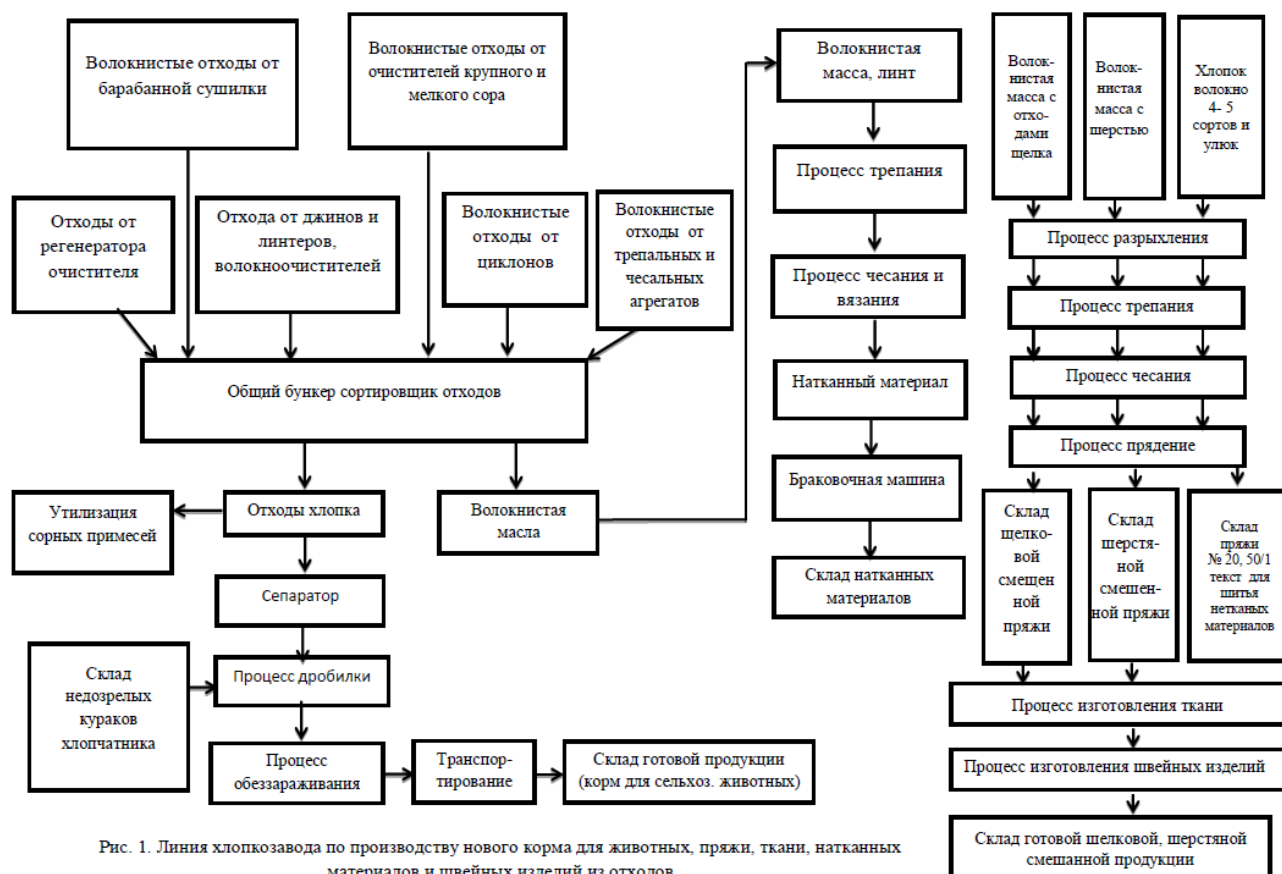 Волокнистые отходы от
барабанной сушилки
Волокнистые отходы от
очистителей крупного и
мелкого сора
Отходы от
регенератора
очистителя
Отхода от джинов и
линтеров,
волокноочистителей
Волокнистые
отходы от
циклонов
Волокнистые
отходы от
трепальных и
чесальных
агрегатов
Общий бункер сортировщик отходов
Утилизация
сорных примесей
Отходы хлопка
Волокнистая
масла
Сепаратор
Склад
недозрелых
кураков
хлопчатника
Процесс дробилки
Процесс
обеззараживания
Транспор-
тирование
Склад готовой продукции
(корм для сельхоз. животных)
Волокнистая
масса, линт
Процесс трепания
Процесс чесания и
вязания
Натканный материал
Браковочная машина
Склад натканных
материалов
Волок-
нистая
масса с
отхо-
дами
щелка
Волок-
нистая
масса с
шерстью
Хлопок
волокно
4- 5
сортов и
улюк
Процесс разрыхления
Процесс трепания
Процесс чесания
Процесс прядение
Склад
щелко-
вой
смещен
ной
пряжи
Склад
шерстя-
ной
смешен-
ной пряжи
Склад
пряжи
№ 20, 50/1
текст для
шитья
нетканых
материалов
Процесс изготовления ткани
Процесс изготовления швейных изделий
Склад готовой шелковой, шерстяной
смешанной продукции
Рис. 1. Линия хлопкозавода по производству нового корма для животных, пряжи, ткани, натканных
материалов и швейных изделий из отходов